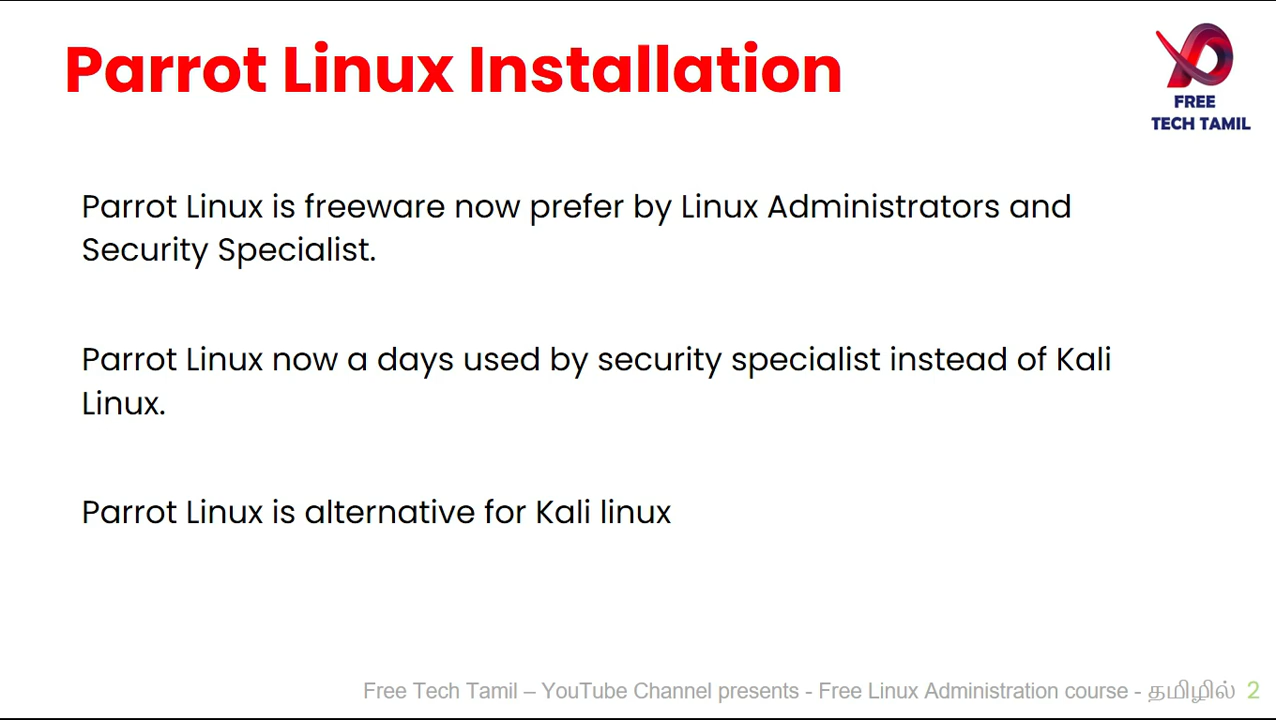 Parrot Linux Installation
FREE
TECH TAMIL
Parrot Linux is freeware now prefer by Linux Administrators and
Security Specialist.
Parrot Linux now a days used by security specialist instead of Kali
Linux.
Parrot Linux is alternative for Kali linux
Free Tech Tamil – YouTube Channel presents - Free Linux Administration course - தமிழில் 2